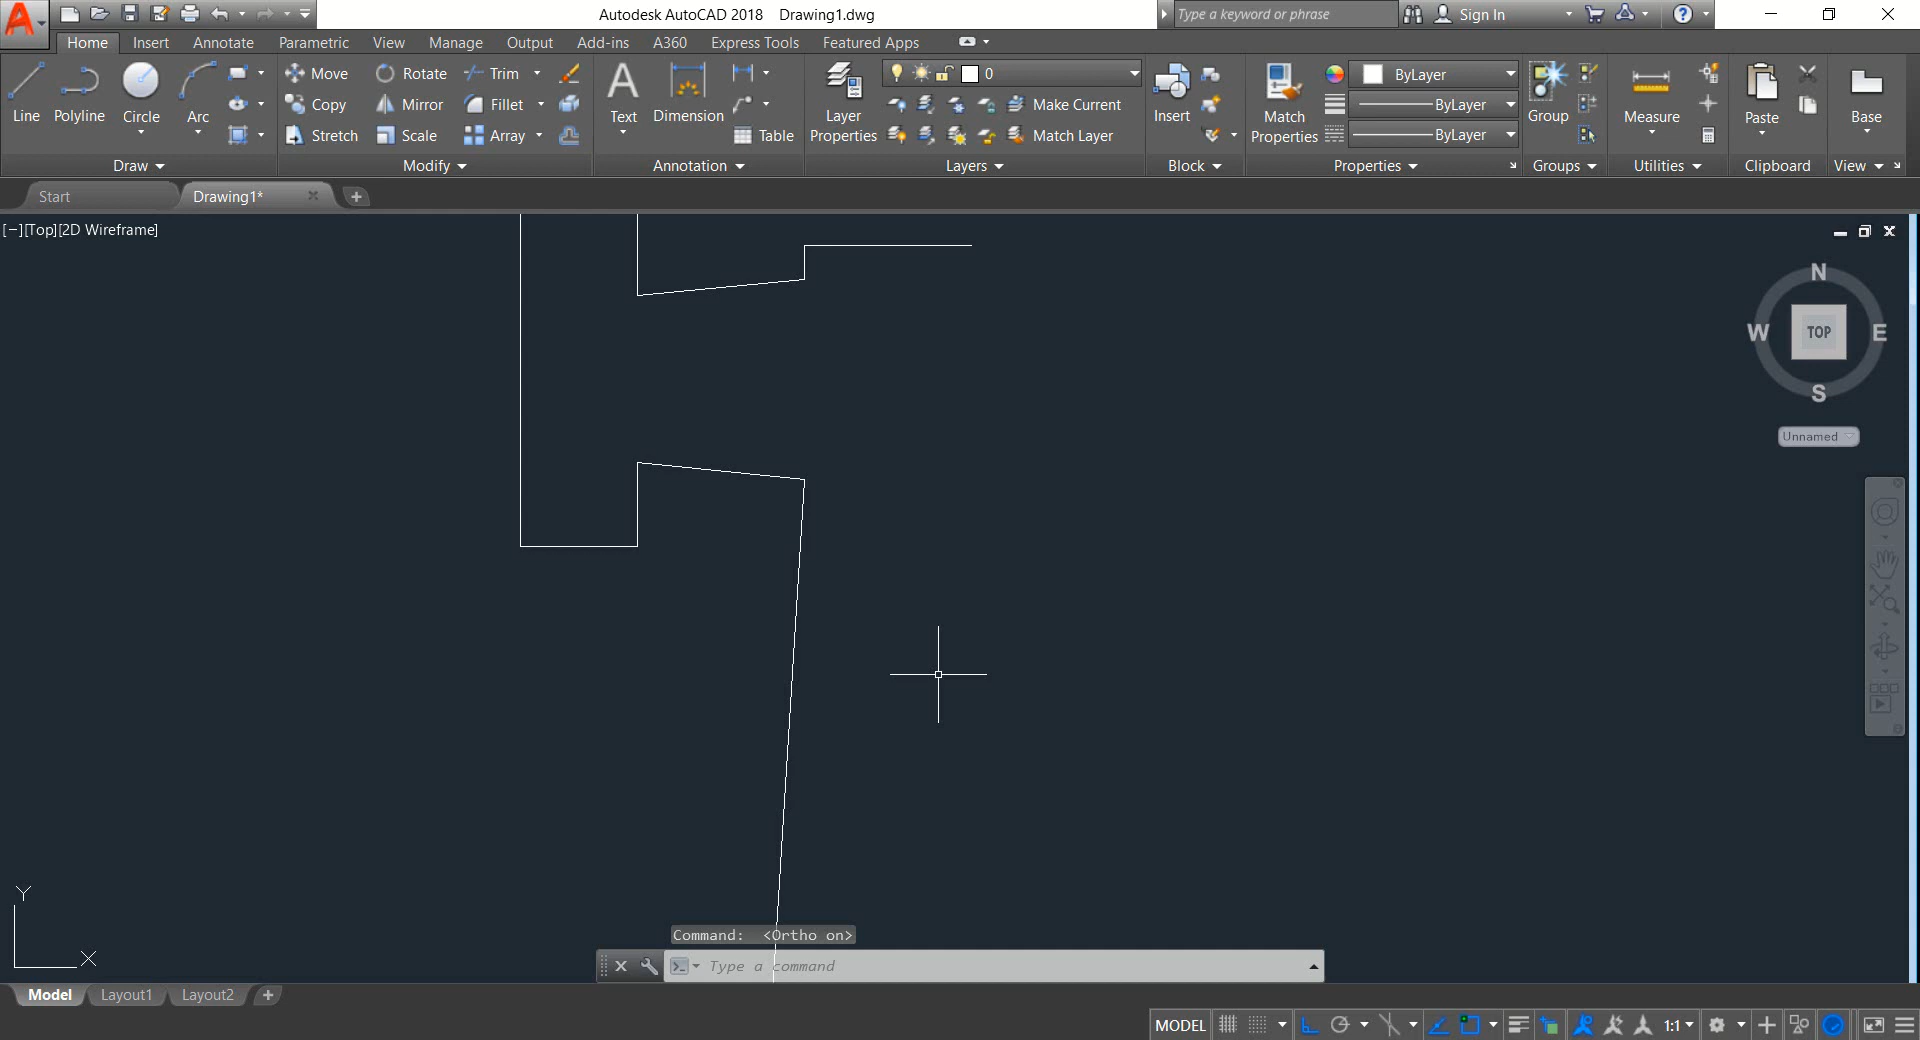 Autodesk AutoCAD 2018 Drawing1.dwg
Type a keyword or phrase
Sign In
Home Insert Annotate Parametric View Manage Output Add-ins A360 Express Tools Featured Apps
Line Polyline Circle Arc
Move Rotate Trim
Copy Mirror Fillet
Stretch Scale Array
Text Dimension Table
Layer Properties
0
Make Current
Match Layer
Insert
Match Properties
ByLayer
ByLayer
ByLayer
Group
Measure
Paste
Base
Draw Modify Annotation Layers Block Properties Groups Utilities Clipboard View
Start Drawing1*
[−][Top][2D Wireframe]
N
W TOP E
S
Unnamed
Y
X
Command: <Ortho on>
Type a command
Model Layout1 Layout2
MODEL 1:1